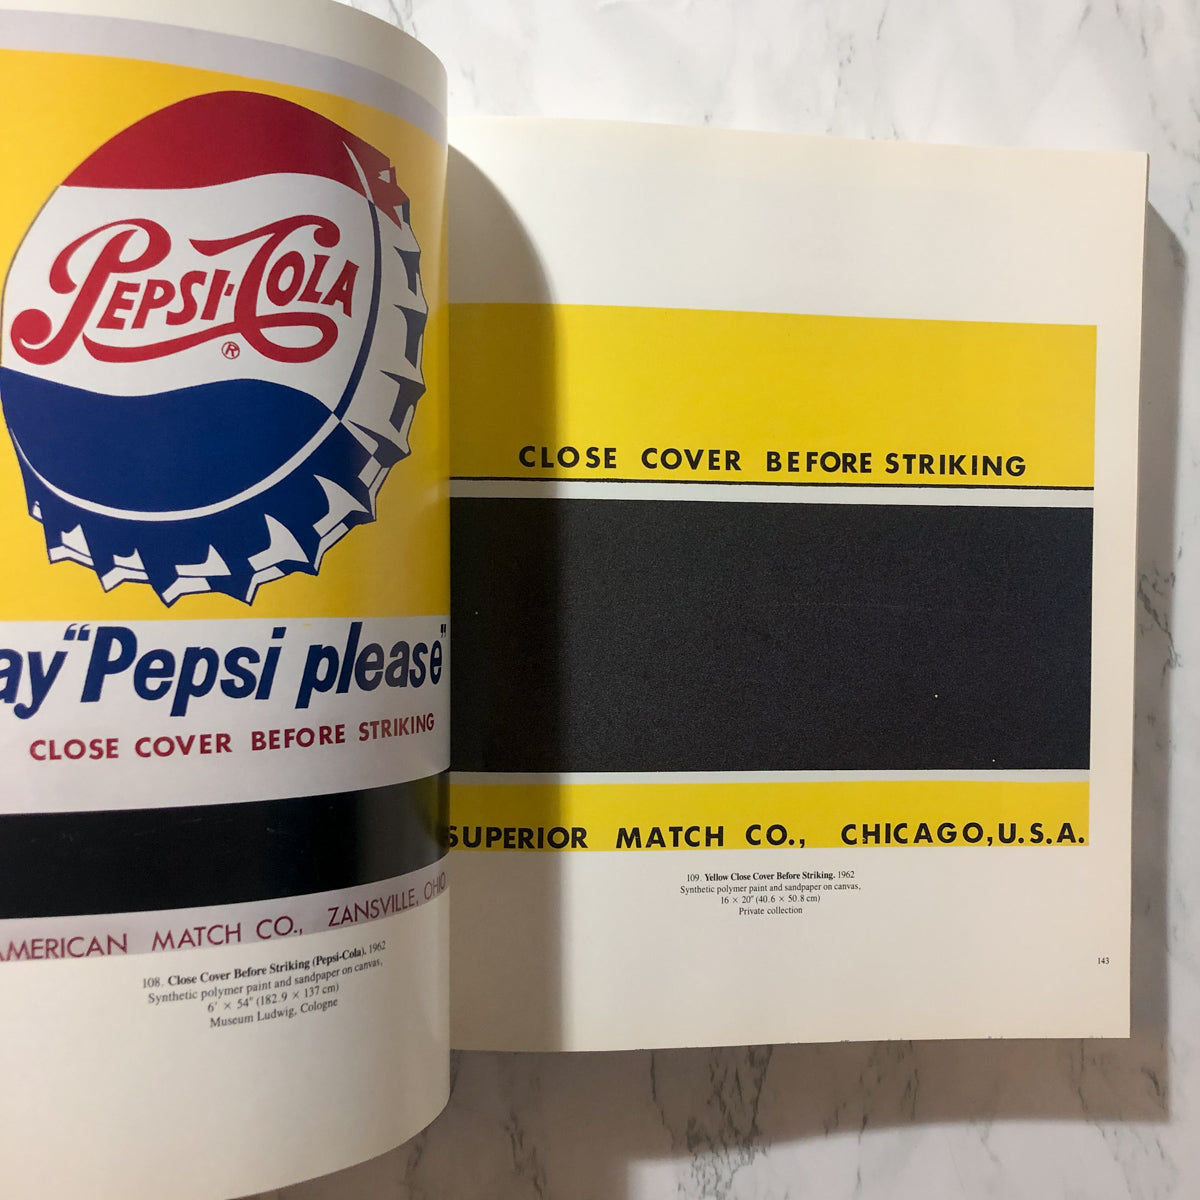 PEPSI-COLA
®
ay "Pepsi please"
CLOSE COVER BEFORE STRIKING
AMERICAN MATCH CO., ZANSVILLE, OHIO
108. Close Cover Before Striking (Pepsi-Cola). 1962
Synthetic polymer paint and sandpaper on canvas,
6' × 54" (182.9 × 137 cm)
Museum Ludwig, Cologne
CLOSE COVER BEFORE STRIKING
SUPERIOR MATCH CO., CHICAGO, U.S.A.
109. Yellow Close Cover Before Striking. 1962
Synthetic polymer paint and sandpaper on canvas,
16 × 20" (40.6 × 50.8 cm)
Private collection
143